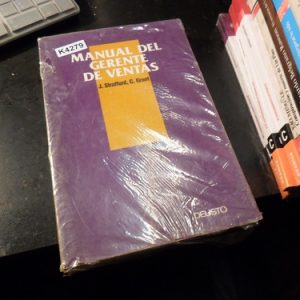 K4279
MANUAL DEL
GERENTE
DE VENTAS
J. Strafford, C. Grant
DEUSTO